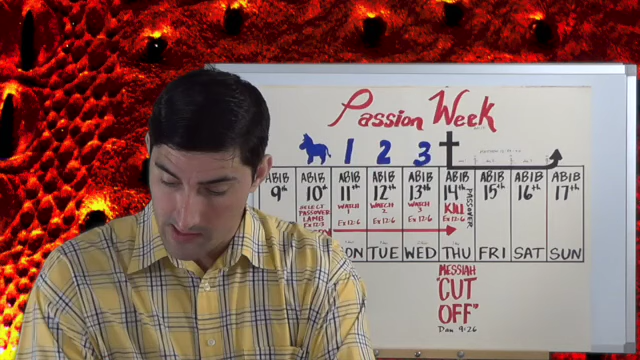 Passion Week
1 2 3
ABIB ABIB ABIB ABIB ABIB ABIB ABIB ABIB ABIB
9th 10th 11th 12th 13th 14th 15th 16th 17th
SELECT PASSOVER LAMB Ex 12:3
WATCH 1 Ex 12:6
WATCH 2 Ex 12:6
WATCH 3 Ex 12:6
KILL Ex 12:6
PASSOVER
TUE WED THU FRI SAT SUN
MESSIAH
"CUT
OFF"
Dan 9:26